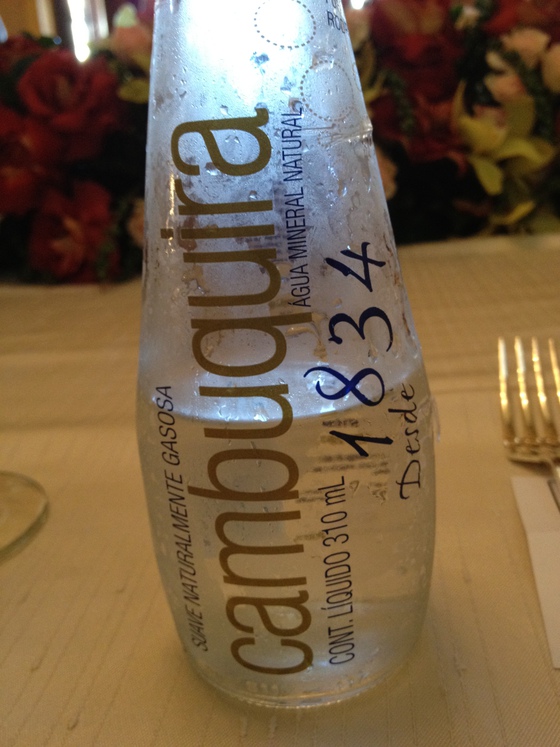 SUAVE NATURALMENTE GASOSA
cambuquira
ÁGUA MINERAL NATURAL
CONT. LÍQUIDO 310 mL
1834
Desde